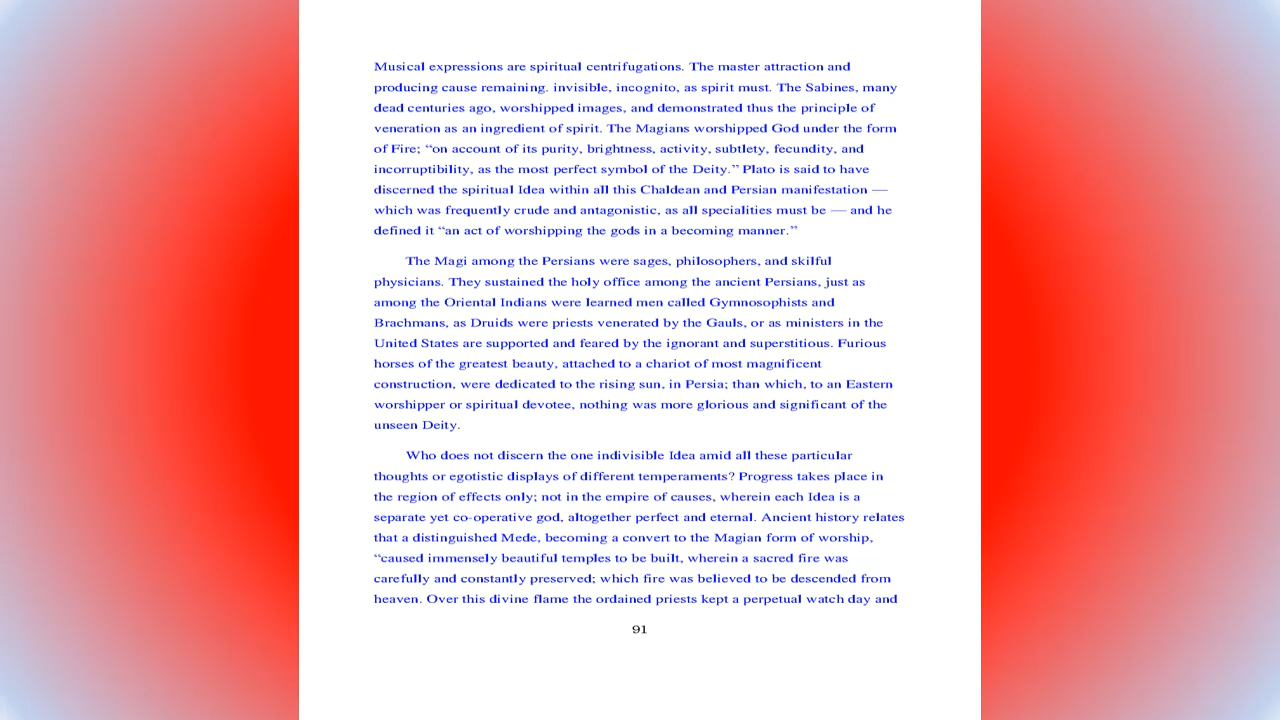 Musical expressions are spiritual centrifugations. The master attraction and
producing cause remaining. invisible, incognito, as spirit must. The Sabines, many
dead centuries ago, worshipped images, and demonstrated thus the principle of
veneration as an ingredient of spirit. The Magians worshipped God under the form
of Fire; “on account of its purity, brightness, activity, subtlety, fecundity, and
incorruptibility, as the most perfect symbol of the Deity.” Plato is said to have
discerned the spiritual Idea within all this Chaldean and Persian manifestation —
which was frequently crude and antagonistic, as all specialities must be — and he
defined it “an act of worshipping the gods in a becoming manner.”
The Magi among the Persians were sages, philosophers, and skilful
physicians. They sustained the holy office among the ancient Persians, just as
among the Oriental Indians were learned men called Gymnosophists and
Brachmans, as Druids were priests venerated by the Gauls, or as ministers in the
United States are supported and feared by the ignorant and superstitious. Furious
horses of the greatest beauty, attached to a chariot of most magnificent
construction, were dedicated to the rising sun, in Persia; than which, to an Eastern
worshipper or spiritual devotee, nothing was more glorious and significant of the
unseen Deity.
Who does not discern the one indivisible Idea amid all these particular
thoughts or egotistic displays of different temperaments? Progress takes place in
the region of effects only; not in the empire of causes, wherein each Idea is a
separate yet co-operative god, altogether perfect and eternal. Ancient history relates
that a distinguished Mede, becoming a convert to the Magian form of worship,
“caused immensely beautiful temples to be built, wherein a sacred fire was
carefully and constantly preserved; which fire was believed to be descended from
heaven. Over this divine flame the ordained priests kept a perpetual watch day and
91